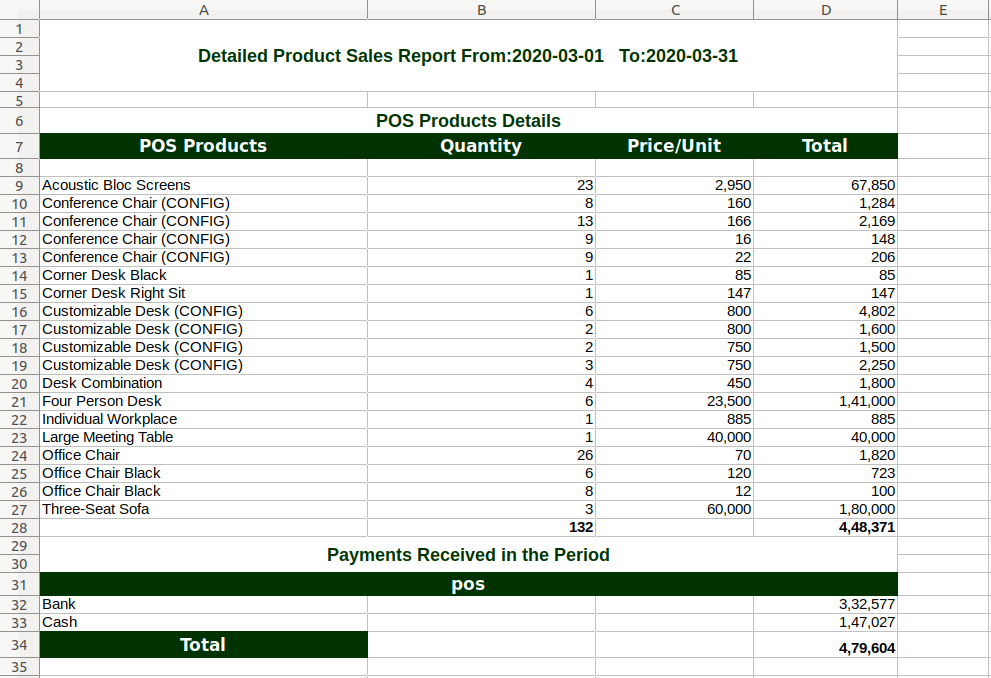 A B C D E
1
2 Detailed Product Sales Report From:2020-03-01 To:2020-03-31
3
4
5
6 POS Products Details
7 POS Products Quantity Price/Unit Total
8
9 Acoustic Bloc Screens 23 2,950 67,850
10 Conference Chair (CONFIG) 8 160 1,284
11 Conference Chair (CONFIG) 13 166 2,169
12 Conference Chair (CONFIG) 9 16 148
13 Conference Chair (CONFIG) 9 22 206
14 Corner Desk Black 1 85 85
15 Corner Desk Right Sit 1 147 147
16 Customizable Desk (CONFIG) 6 800 4,802
17 Customizable Desk (CONFIG) 2 800 1,600
18 Customizable Desk (CONFIG) 2 750 1,500
19 Customizable Desk (CONFIG) 3 750 2,250
20 Desk Combination 4 450 1,800
21 Four Person Desk 6 23,500 1,41,000
22 Individual Workplace 1 885 885
23 Large Meeting Table 1 40,000 40,000
24 Office Chair 26 70 1,820
25 Office Chair Black 6 120 723
26 Office Chair Black 8 12 100
27 Three-Seat Sofa 3 60,000 1,80,000
28 132 4,48,371
29 Payments Received in the Period
30
31 pos
32 Bank 3,32,577
33 Cash 1,47,027
34 Total 4,79,604
35